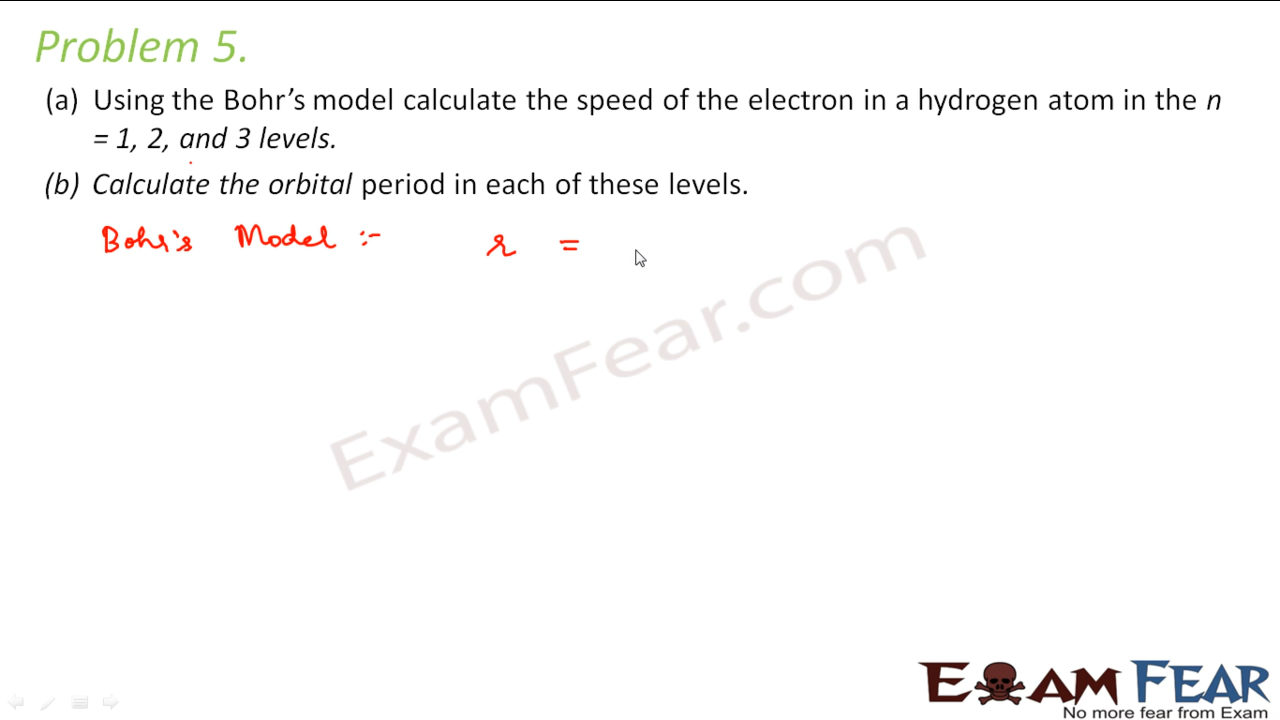 Problem 5.
(a) Using the Bohr’s model calculate the speed of the electron in a hydrogen atom in the n
= 1, 2, and 3 levels.
(b) Calculate the orbital period in each of these levels.
Bohr's Model :- r =
ExamFear.com
EXAM FEAR
No more fear from Exam